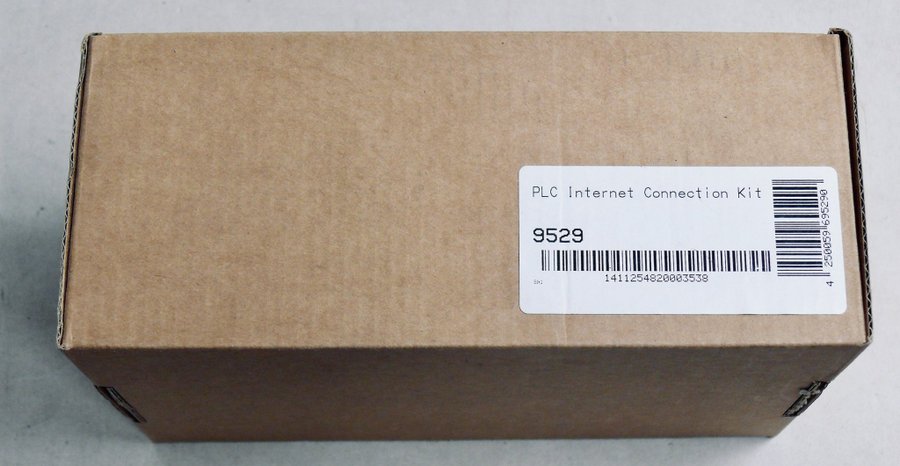 PLC Internet Connection Kit
9529
1411254820003538
4 250059 695290